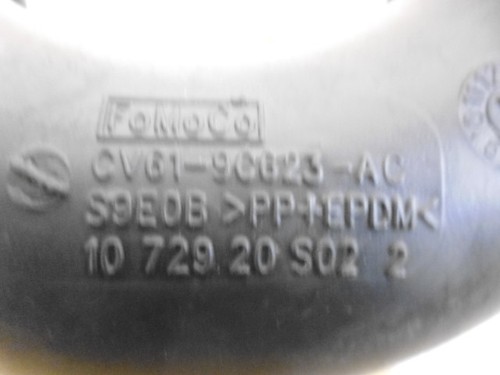 FoMoCo
CV61-9C623-AC
S9E0B >PP+EPDM<
10 729 20 S02 2